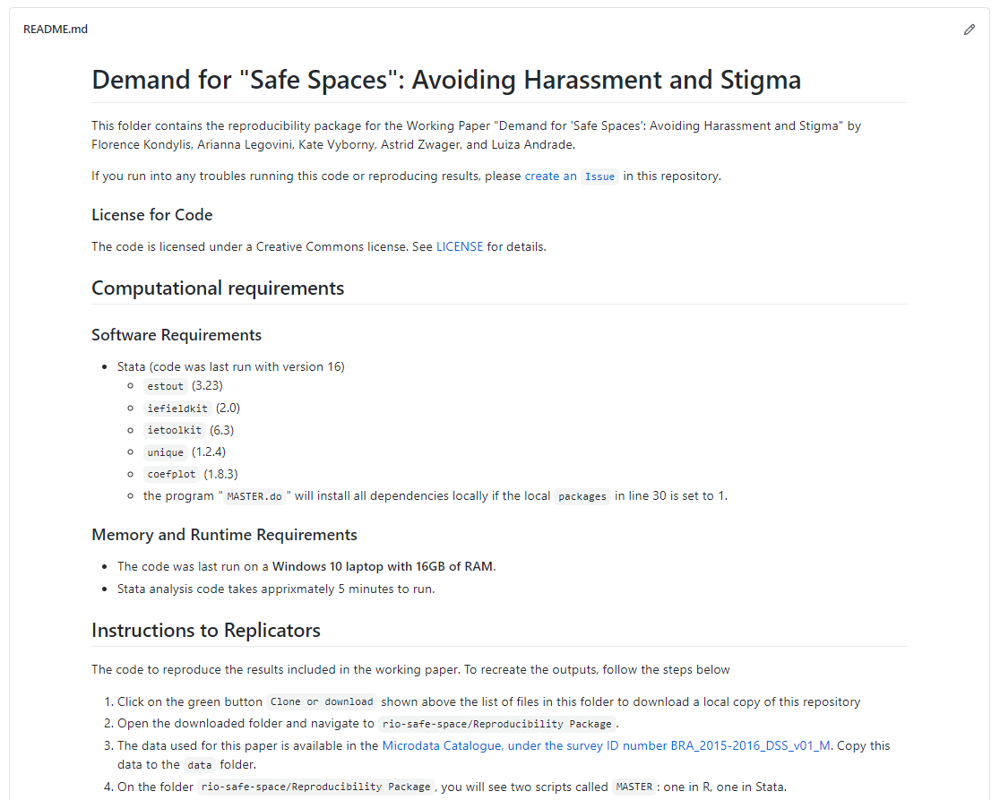 README.md
Demand for "Safe Spaces": Avoiding Harassment and Stigma
This folder contains the reproducibility package for the Working Paper "Demand for 'Safe Spaces': Avoiding Harassment and Stigma" by
Florence Kondylis, Arianna Legovini, Kate Vyborny, Astrid Zwager, and Luiza Andrade.
If you run into any troubles running this code or reproducing results, please create an Issue in this repository.
License for Code
The code is licensed under a Creative Commons license. See LICENSE for details.
Computational requirements
Software Requirements
• Stata (code was last run with version 16)
◦ estout (3.23)
◦ iefieldkit (2.0)
◦ ietoolkit (6.3)
◦ unique (1.2.4)
◦ coefplot (1.8.3)
◦ the program "MASTER.do" will install all dependencies locally if the local packages in line 30 is set to 1.
Memory and Runtime Requirements
• The code was last run on a Windows 10 laptop with 16GB of RAM.
• Stata analysis code takes apprixmately 5 minutes to run.
Instructions to Replicators
The code to reproduce the results included in the working paper. To recreate the outputs, follow the steps below
1. Click on the green button Clone or download shown above the list of files in this folder to download a local copy of this repository
2. Open the downloaded folder and navigate to rio-safe-space/Reproducibility Package.
3. The data used for this paper is available in the Microdata Catalogue, under the survey ID number BRA_2015-2016_DSS_v01_M. Copy this
data to the data folder.
4. On the folder rio-safe-space/Reproducibility Package, you will see two scripts called MASTER: one in R, one in Stata.